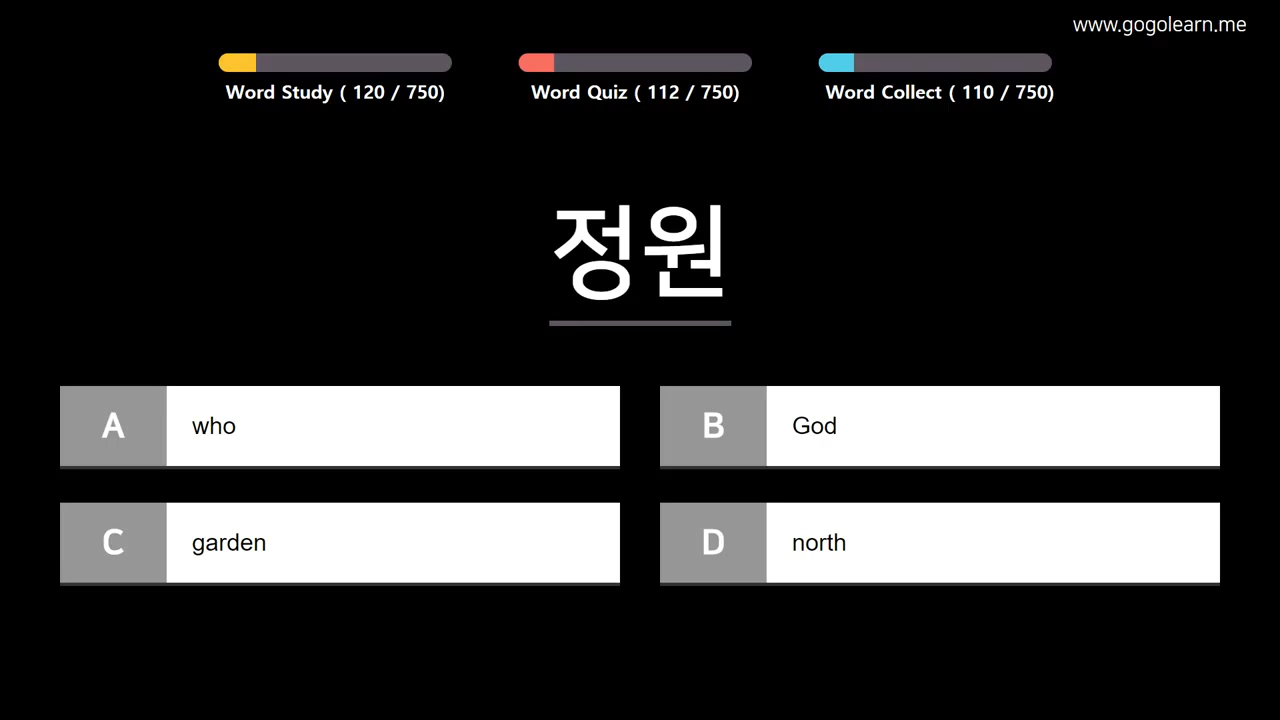 www.gogolearn.me
Word Study ( 120 / 750) Word Quiz ( 112 / 750) Word Collect ( 110 / 750)
정원
A who
B God
C garden
D north